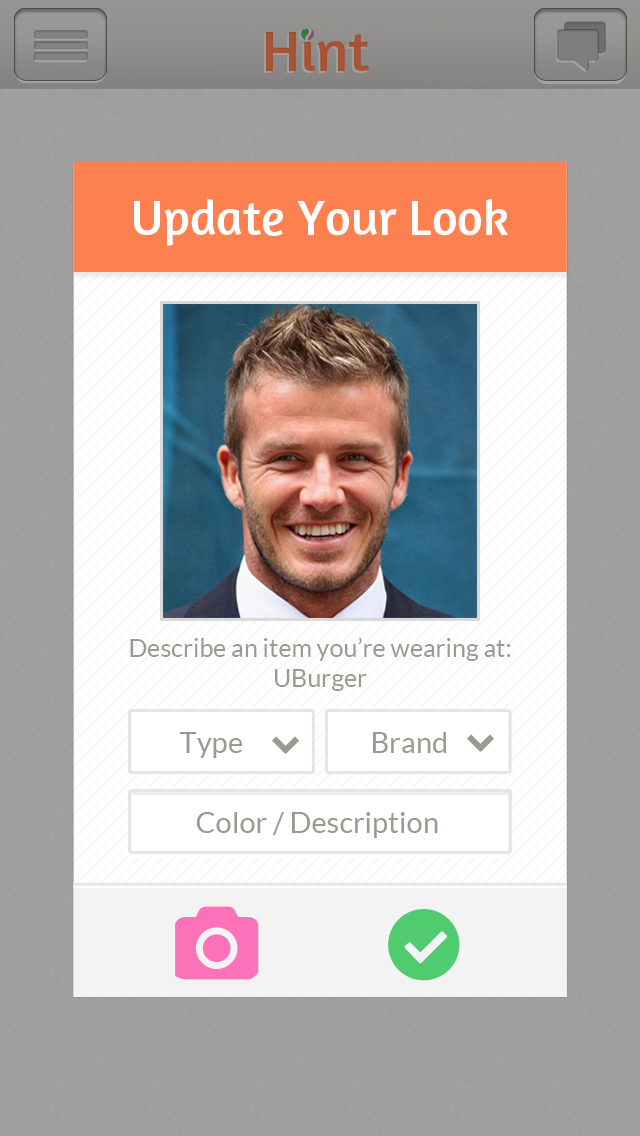 Hint
Update Your Look
Describe an item you’re wearing at:
UBurger
Type
Brand
Color / Description